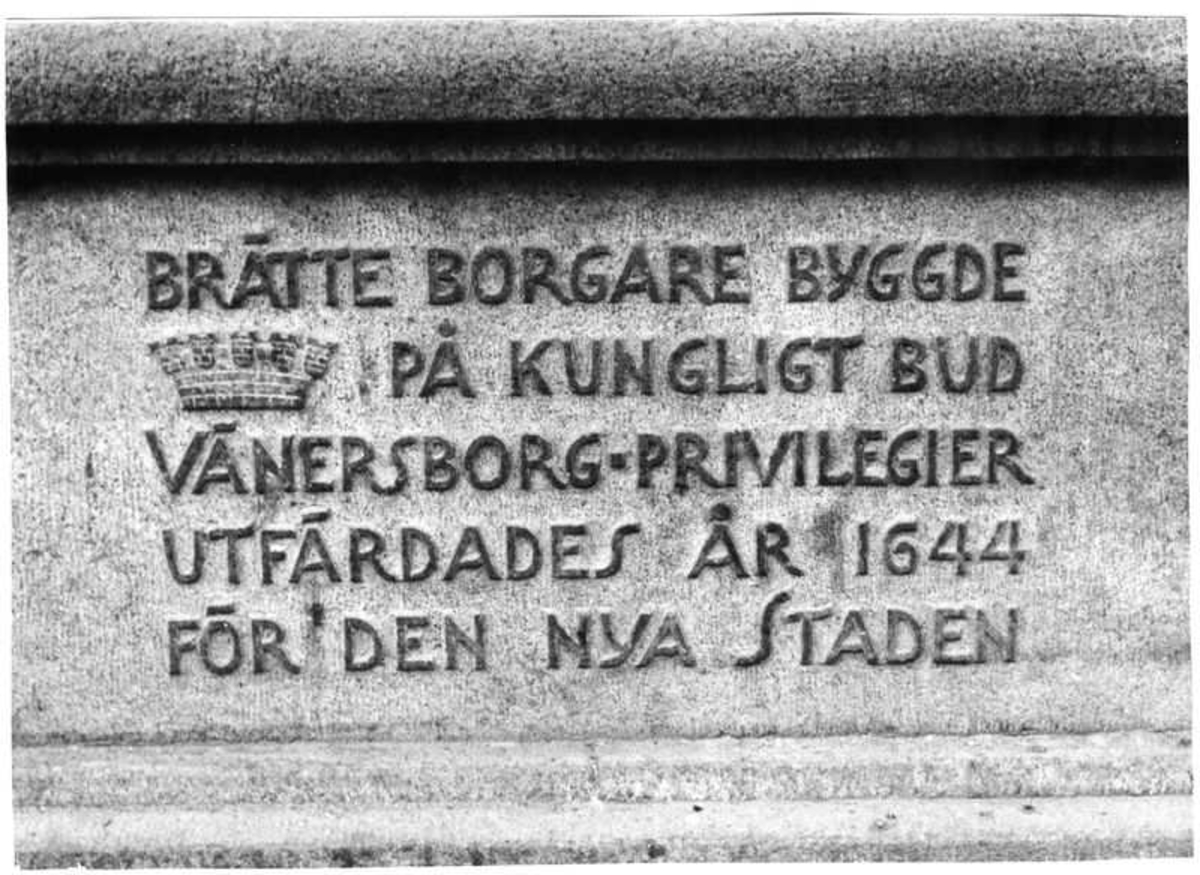 BRÄTTE BORGARE BYGGDE
PÅ KUNGLIGT BUD
VÄNERSBORG·PRIVILEGIER
UTFÄRDADES ÅR 1644
FÖR DEN NYA STADEN